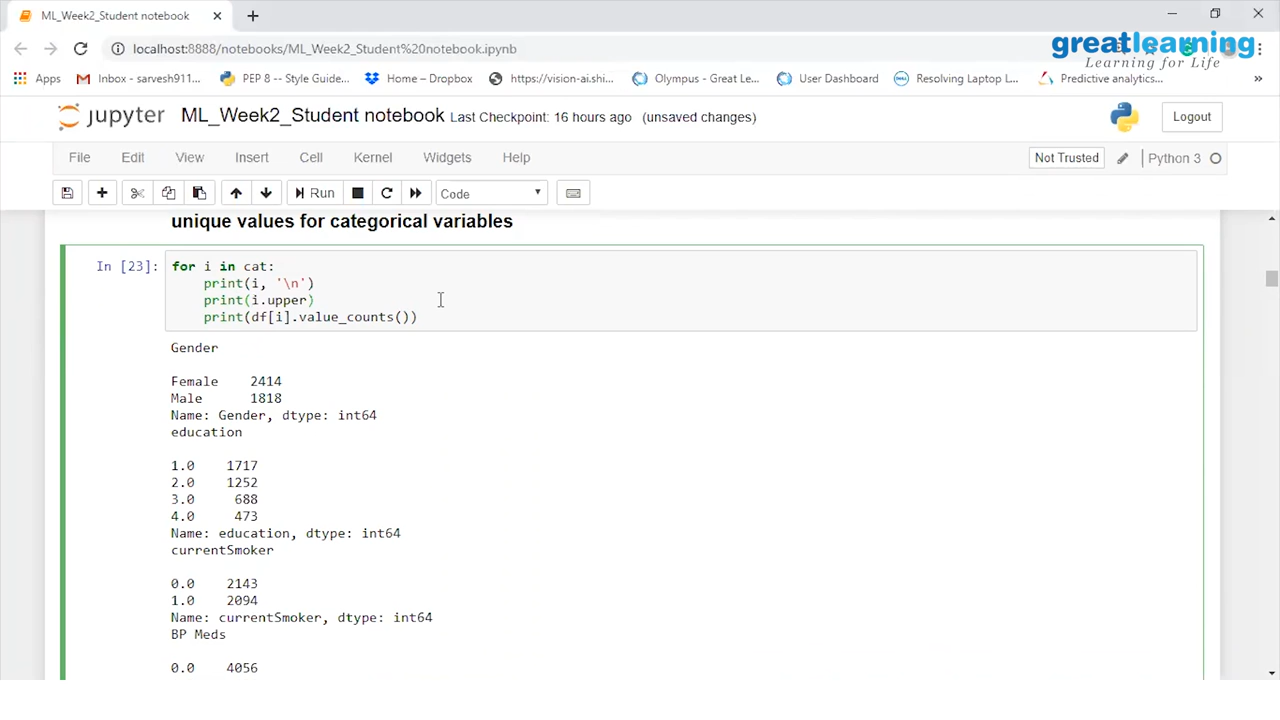 ML_Week2_Student notebook
localhost:8888/notebooks/ML_Week2_Student%20notebook.ipynb
greatlearning
Learning for Life
Apps
Inbox - sarvesh911...
PEP 8 -- Style Guide...
Home – Dropbox
https://vision-ai.shi...
Olympus - Great Le...
User Dashboard
Resolving Laptop L...
Predictive analytics...
»
jupyter ML_Week2_Student notebook Last Checkpoint: 16 hours ago (unsaved changes)
Logout
File Edit View Insert Cell Kernel Widgets Help
Not Trusted
Python 3
Run
Code
unique values for categorical variables
In [23]: for i in cat:
print(i, '\n')
print(i.upper)
print(df[i].value_counts())
Gender
Female 2414
Male 1818
Name: Gender, dtype: int64
education
1.0 1717
2.0 1252
3.0 688
4.0 473
Name: education, dtype: int64
currentSmoker
0.0 2143
1.0 2094
Name: currentSmoker, dtype: int64
BP Meds
0.0 4056